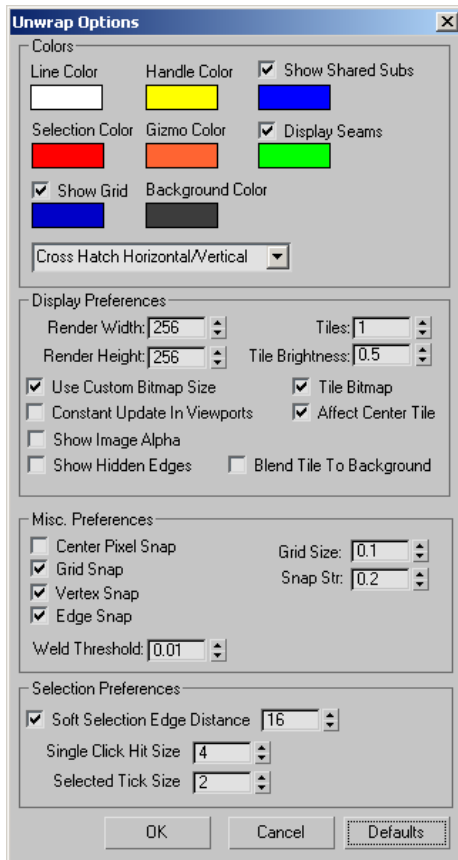 Unwrap Options
Colors
Line Color Handle Color Show Shared Subs
Selection Color Gizmo Color Display Seams
Show Grid Background Color
Cross Hatch Horizontal/Vertical
Display Preferences
Render Width: 256 Tiles: 1
Render Height: 256 Tile Brightness: 0.5
Use Custom Bitmap Size Tile Bitmap
Constant Update In Viewports Affect Center Tile
Show Image Alpha
Show Hidden Edges Blend Tile To Background
Misc. Preferences
Center Pixel Snap Grid Size: 0.1
Grid Snap Snap Str: 0.2
Vertex Snap
Edge Snap
Weld Threshold: 0.01
Selection Preferences
Soft Selection Edge Distance 16
Single Click Hit Size 4
Selected Tick Size 2
OK Cancel Defaults